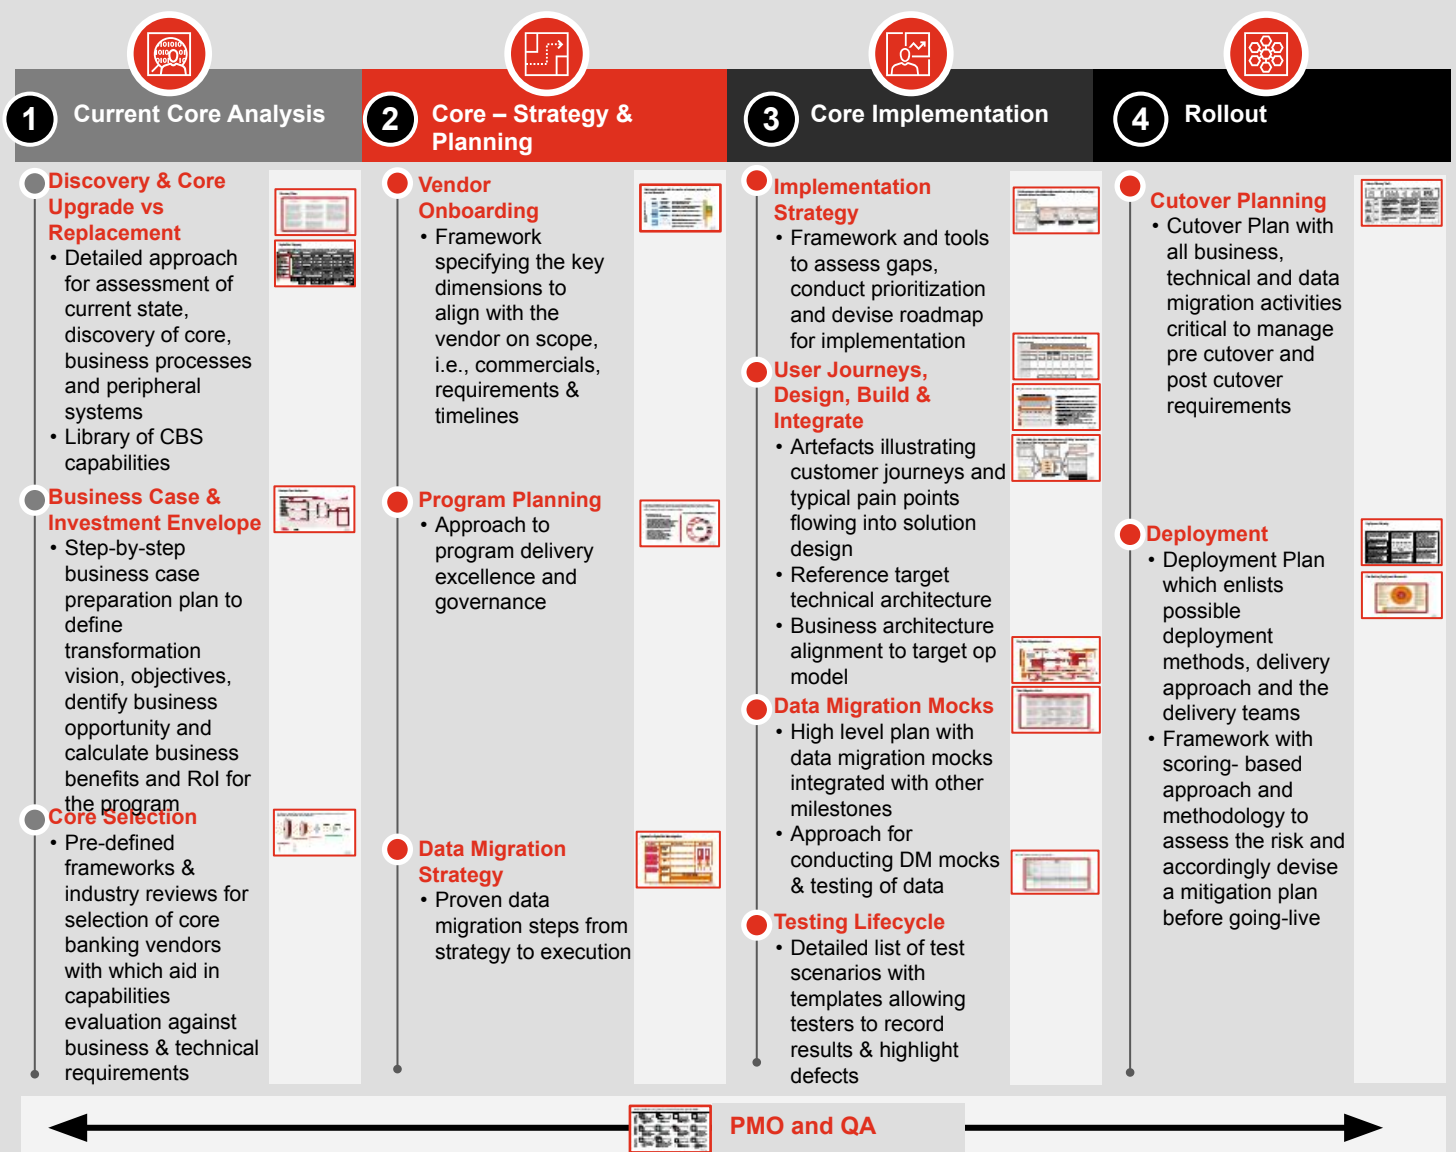 1
Current Core Analysis
2
Core – Strategy &
Planning
3
Core Implementation
4
Rollout
Discovery & Core
Upgrade vs
Replacement
• Detailed approach
for assessment of
current state,
discovery of core,
business processes
and peripheral
systems
• Library of CBS
capabilities
Business Case &
Investment Envelope
• Step-by-step
business case
preparation plan to
define
transformation
vision, objectives,
dentify business
opportunity and
calculate business
benefits and RoI for
the program
Core Selection
• Pre-defined
frameworks &
industry reviews for
selection of core
banking vendors
with which aid in
capabilities
evaluation against
business & technical
requirements
Vendor
Onboarding
• Framework
specifying the key
dimensions to
align with the
vendor on scope,
i.e., commercials,
requirements &
timelines
Program Planning
• Approach to
program delivery
excellence and
governance
Data Migration
Strategy
• Proven data
migration steps from
strategy to execution
Implementation
Strategy
• Framework and tools
to assess gaps,
conduct prioritization
and devise roadmap
for implementation
User Journeys,
Design, Build &
Integrate
• Artefacts illustrating
customer journeys and
typical pain points
flowing into solution
design
• Reference target
technical architecture
• Business architecture
alignment to target op
model
Data Migration Mocks
• High level plan with
data migration mocks
integrated with other
milestones
• Approach for
conducting DM mocks
& testing of data
Testing Lifecycle
• Detailed list of test
scenarios with
templates allowing
testers to record
results & highlight
defects
Cutover Planning
• Cutover Plan with
all business,
technical and data
migration activities
critical to manage
pre cutover and
post cutover
requirements
Deployment
• Deployment Plan
which enlists
possible
deployment
methods, delivery
approach and the
delivery teams
• Framework with
scoring- based
approach and
methodology to
assess the risk and
accordingly devise
a mitigation plan
before going-live
PMO and QA